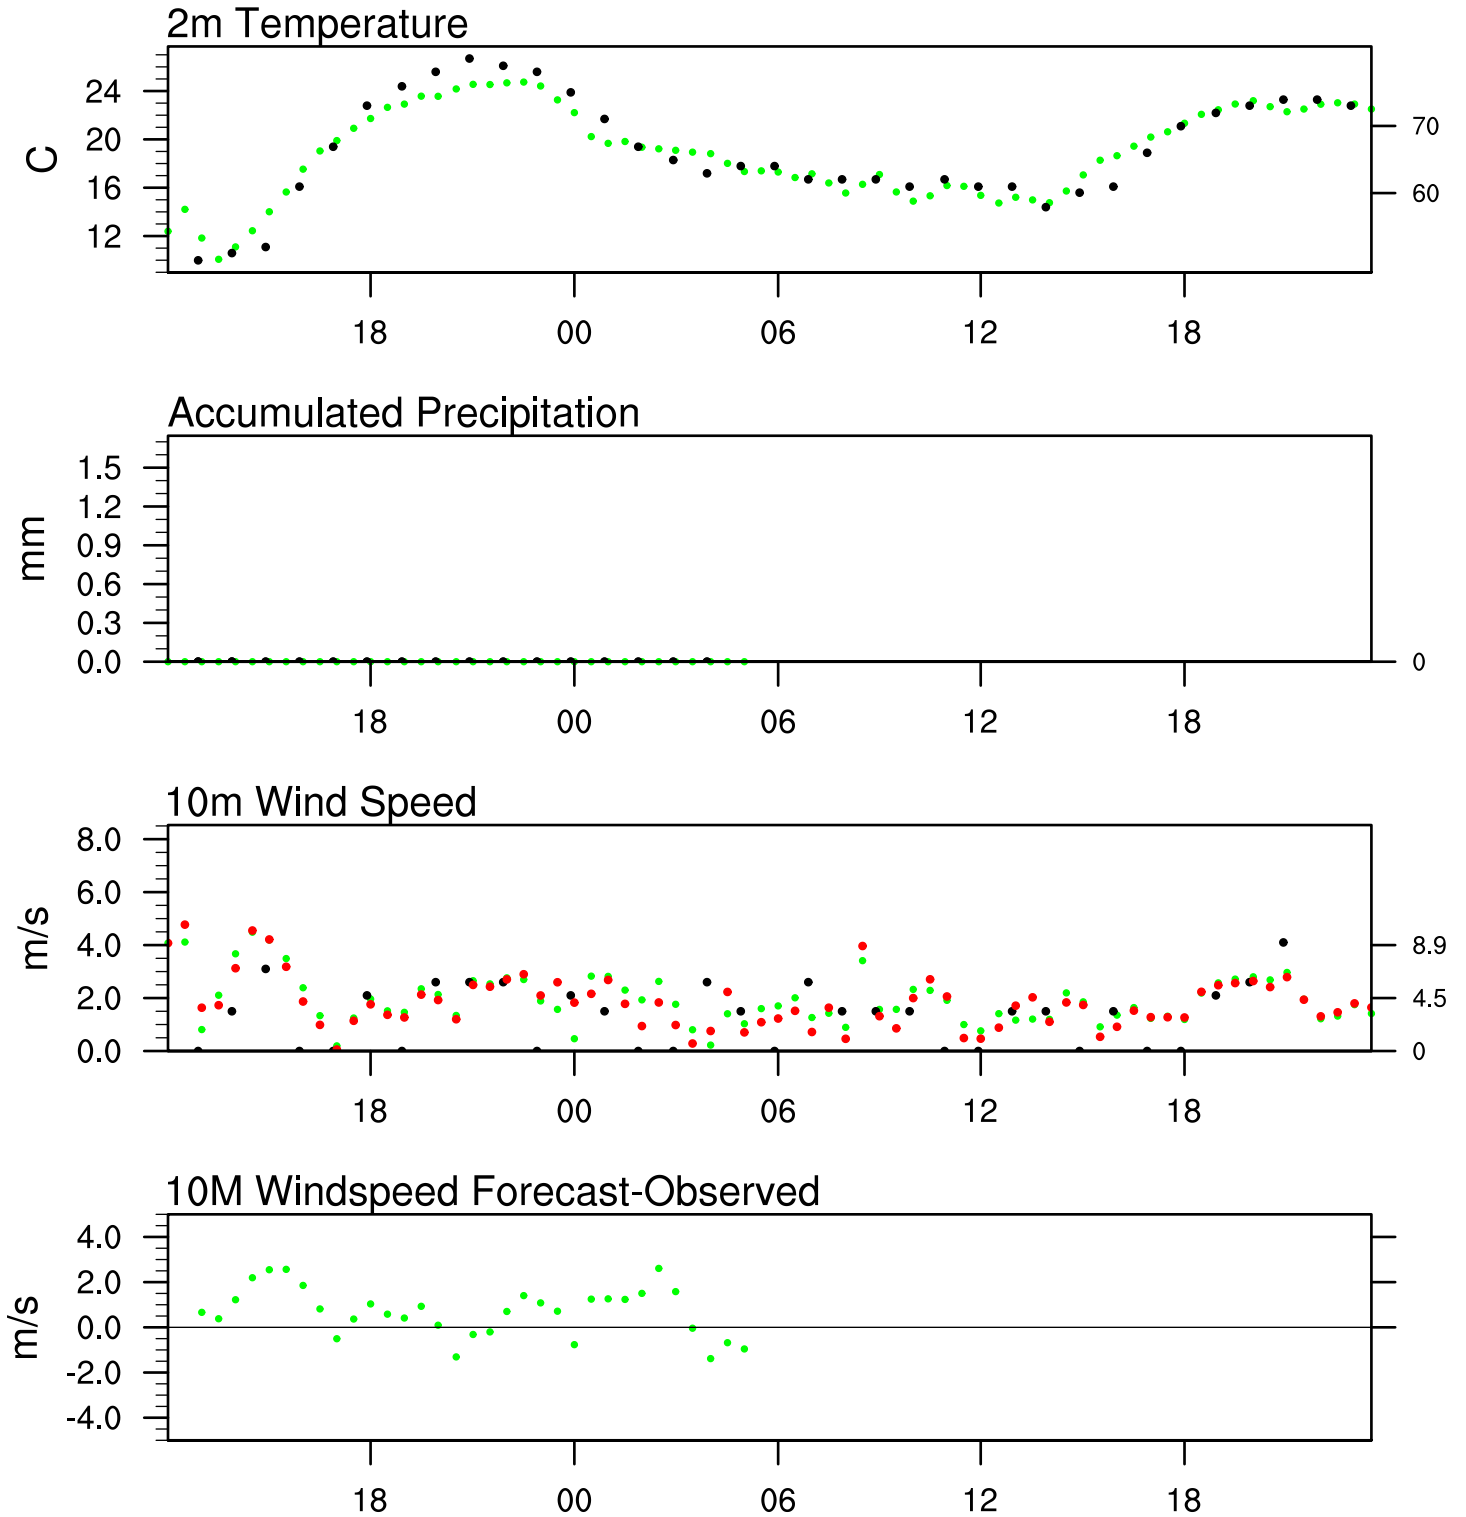 2m Temperature
24
20
16
12
C
70
60
18 00 06 12 18
Accumulated Precipitation
1.5
1.2
0.9
0.6
0.3
0.0
mm
0
18 00 06 12 18
10m Wind Speed
8.0
6.0
4.0
2.0
0.0
m/s
8.9
4.5
0
18 00 06 12 18
10M Windspeed Forecast-Observed
4.0
2.0
0.0
-2.0
-4.0
m/s
18 00 06 12 18